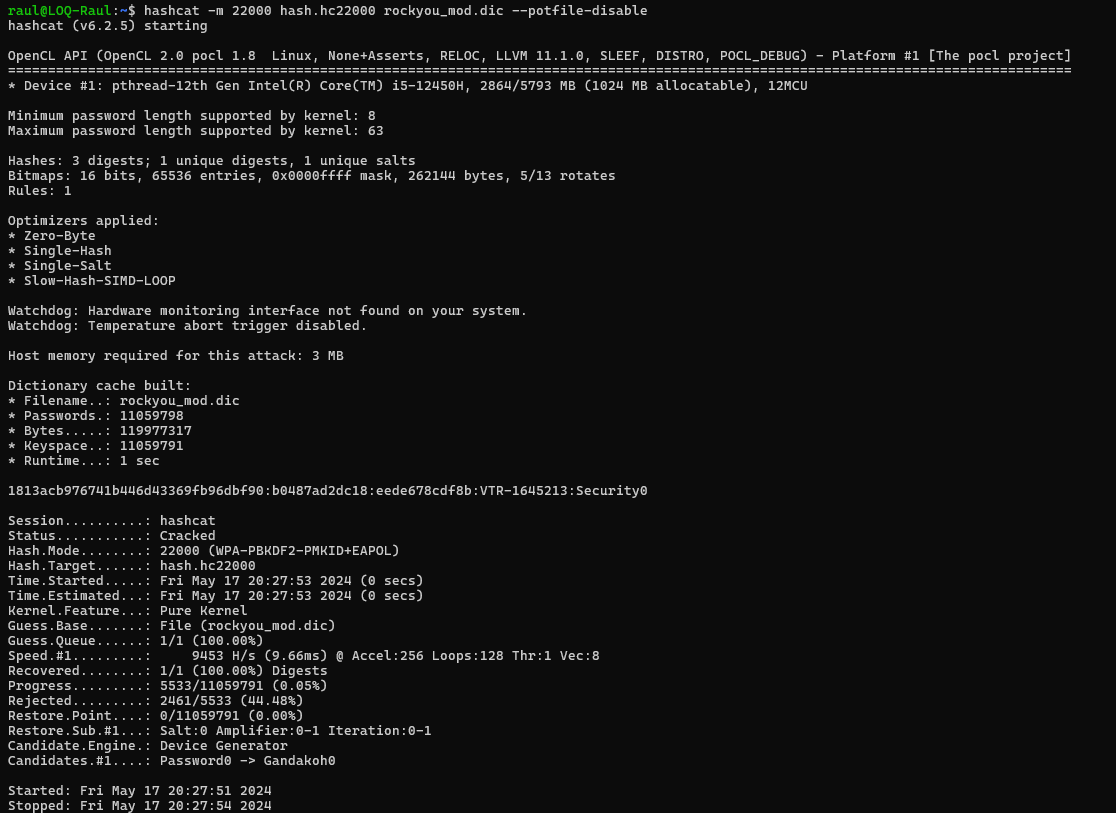 raul@LOQ-Raul:~$ hashcat -m 22000 hash.hc22000 rockyou_mod.dic --potfile-disable
hashcat (v6.2.5) starting
OpenCL API (OpenCL 2.0 pocl 1.8  Linux, None+Asserts, RELOC, LLVM 11.1.0, SLEEF, DISTRO, POCL_DEBUG) - Platform #1 [The pocl project]
=====================================================================================================================================
* Device #1: pthread-12th Gen Intel(R) Core(TM) i5-12450H, 2864/5793 MB (1024 MB allocatable), 12MCU
Minimum password length supported by kernel: 8
Maximum password length supported by kernel: 63
Hashes: 3 digests; 1 unique digests, 1 unique salts
Bitmaps: 16 bits, 65536 entries, 0x0000ffff mask, 262144 bytes, 5/13 rotates
Rules: 1
Optimizers applied:
* Zero-Byte
* Single-Hash
* Single-Salt
* Slow-Hash-SIMD-LOOP
Watchdog: Hardware monitoring interface not found on your system.
Watchdog: Temperature abort trigger disabled.
Host memory required for this attack: 3 MB
Dictionary cache built:
* Filename..: rockyou_mod.dic
* Passwords.: 11059798
* Bytes.....: 119977317
* Keyspace..: 11059791
* Runtime...: 1 sec
1813acb976741b446d43369fb96dbf90:b0487ad2dc18:eede678cdf8b:VTR-1645213:Security0
Session..........: hashcat
Status...........: Cracked
Hash.Mode........: 22000 (WPA-PBKDF2-PMKID+EAPOL)
Hash.Target......: hash.hc22000
Time.Started.....: Fri May 17 20:27:53 2024 (0 secs)
Time.Estimated...: Fri May 17 20:27:53 2024 (0 secs)
Kernel.Feature...: Pure Kernel
Guess.Base.......: File (rockyou_mod.dic)
Guess.Queue......: 1/1 (100.00%)
Speed.#1.........:     9453 H/s (9.66ms) @ Accel:256 Loops:128 Thr:1 Vec:8
Recovered........: 1/1 (100.00%) Digests
Progress.........: 5533/11059791 (0.05%)
Rejected.........: 2461/5533 (44.48%)
Restore.Point....: 0/11059791 (0.00%)
Restore.Sub.#1...: Salt:0 Amplifier:0-1 Iteration:0-1
Candidate.Engine.: Device Generator
Candidates.#1....: Password0 -> Gandakoh0
Started: Fri May 17 20:27:51 2024
Stopped: Fri May 17 20:27:54 2024